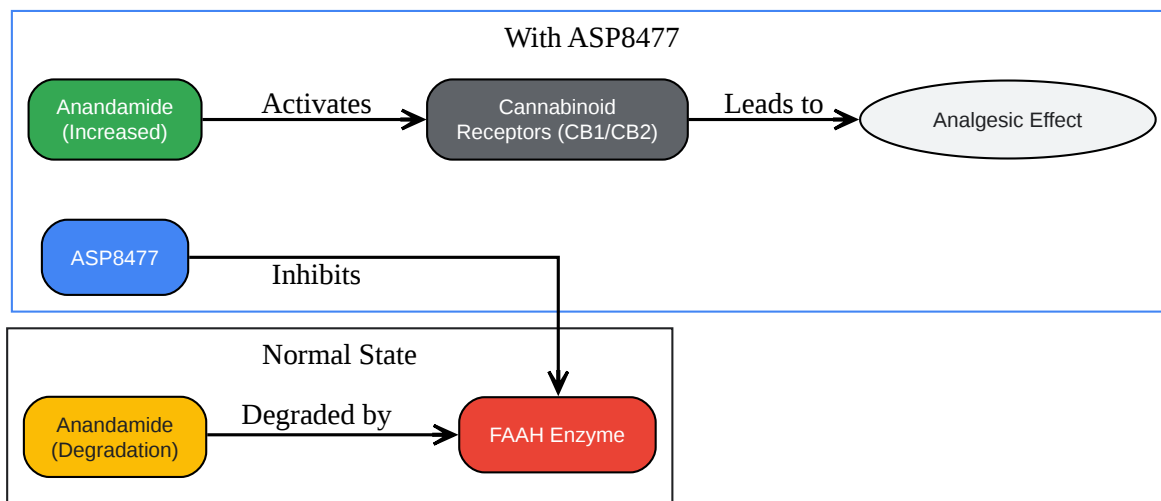 With ASP8477
Anandamide
(Increased)
Activates
Cannabinoid
Receptors (CB1/CB2)
Leads to
Analgesic Effect
ASP8477
Inhibits
Normal State
Anandamide
(Degradation)
Degraded by
FAAH Enzyme